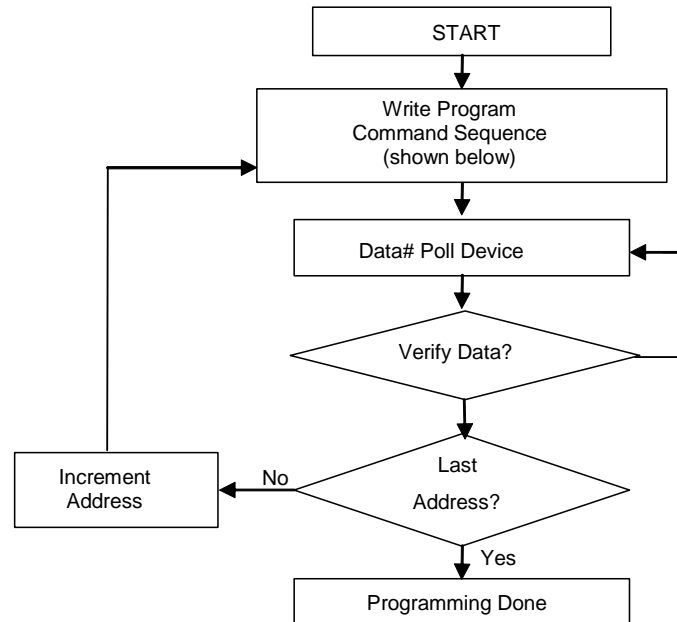 START
Write Program
Command Sequence
(shown below)
Data# Poll Device
Verify Data?
Last
Address?
No
Increment
Address
Yes
Programming Done